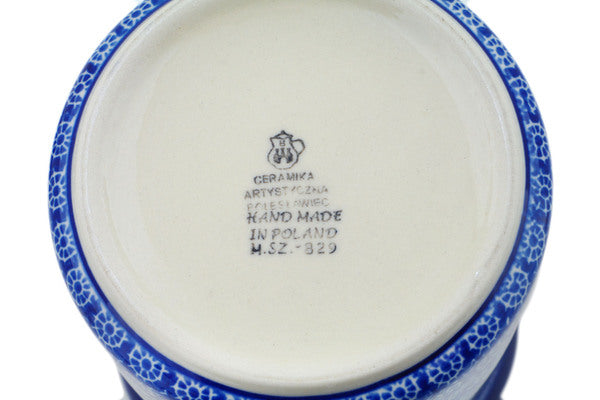 CERAMIKA
ARTYSTYCZNA
BOLESŁAWIEC
HAND MADE
IN POLAND
M.SZ.-829